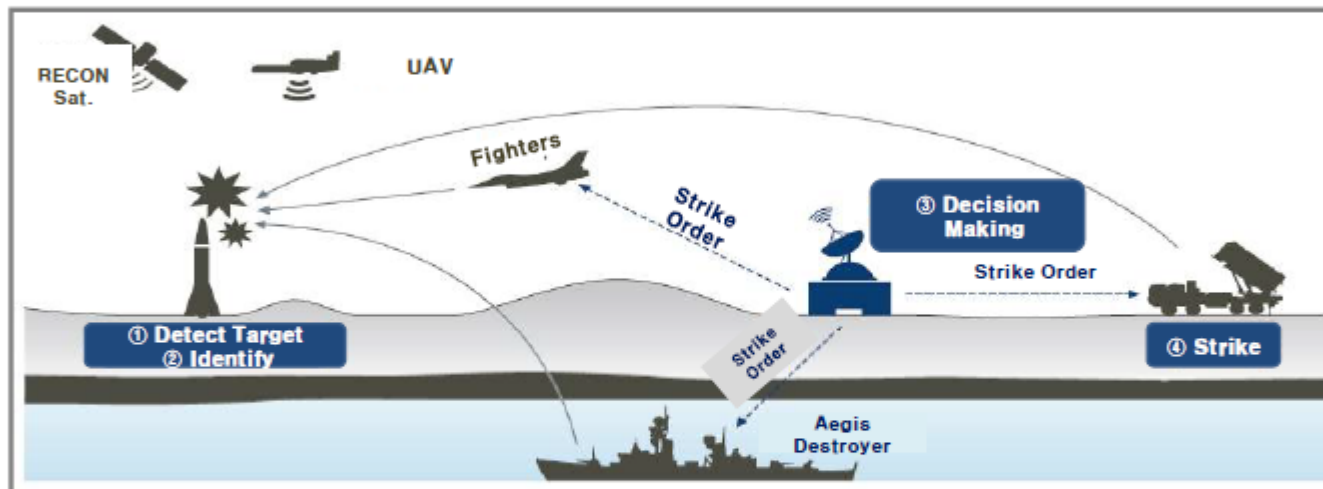 RECON
Sat.
UAV
Fighters
Strike
Order
③ Decision
Making
Strike Order
① Detect Target
② Identify
Strike
Order
④ Strike
Aegis
Destroyer